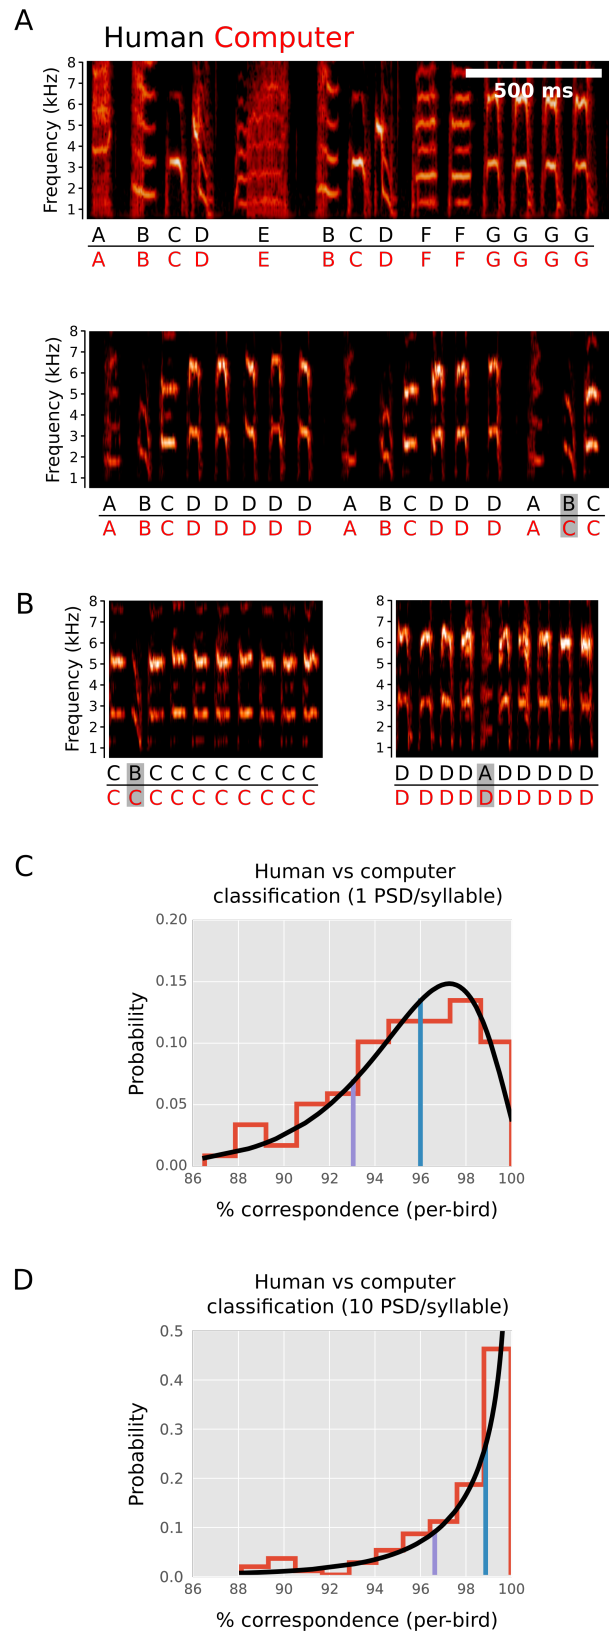 A
Human Computer
Frequency (kHz)
8
7
6
5
4
3
2
1
500 ms
A B C D E B C D F F G G G G
A B C D E B C D F F G G G G
Frequency (kHz)
8
7
6
5
4
3
2
1
A B C D D D D D A B C D D D A B C
A B C D D D D D A B C D D D A C C
B
Frequency (kHz)
8
7
6
5
4
3
2
1
C B C C C C C C C C
C C C C C C C C C C
8
7
6
5
4
3
2
1
D D D D A D D D D D
D D D D D D D D D D
C
Human vs computer
classification (1 PSD/syllable)
Probability
0.20
0.15
0.10
0.05
0.00
86 88 90 92 94 96 98 100
% correspondence (per-bird)
D
Human vs computer
classification (10 PSD/syllable)
Probability
0.5
0.4
0.3
0.2
0.1
0.0
86 88 90 92 94 96 98 100
% correspondence (per-bird)